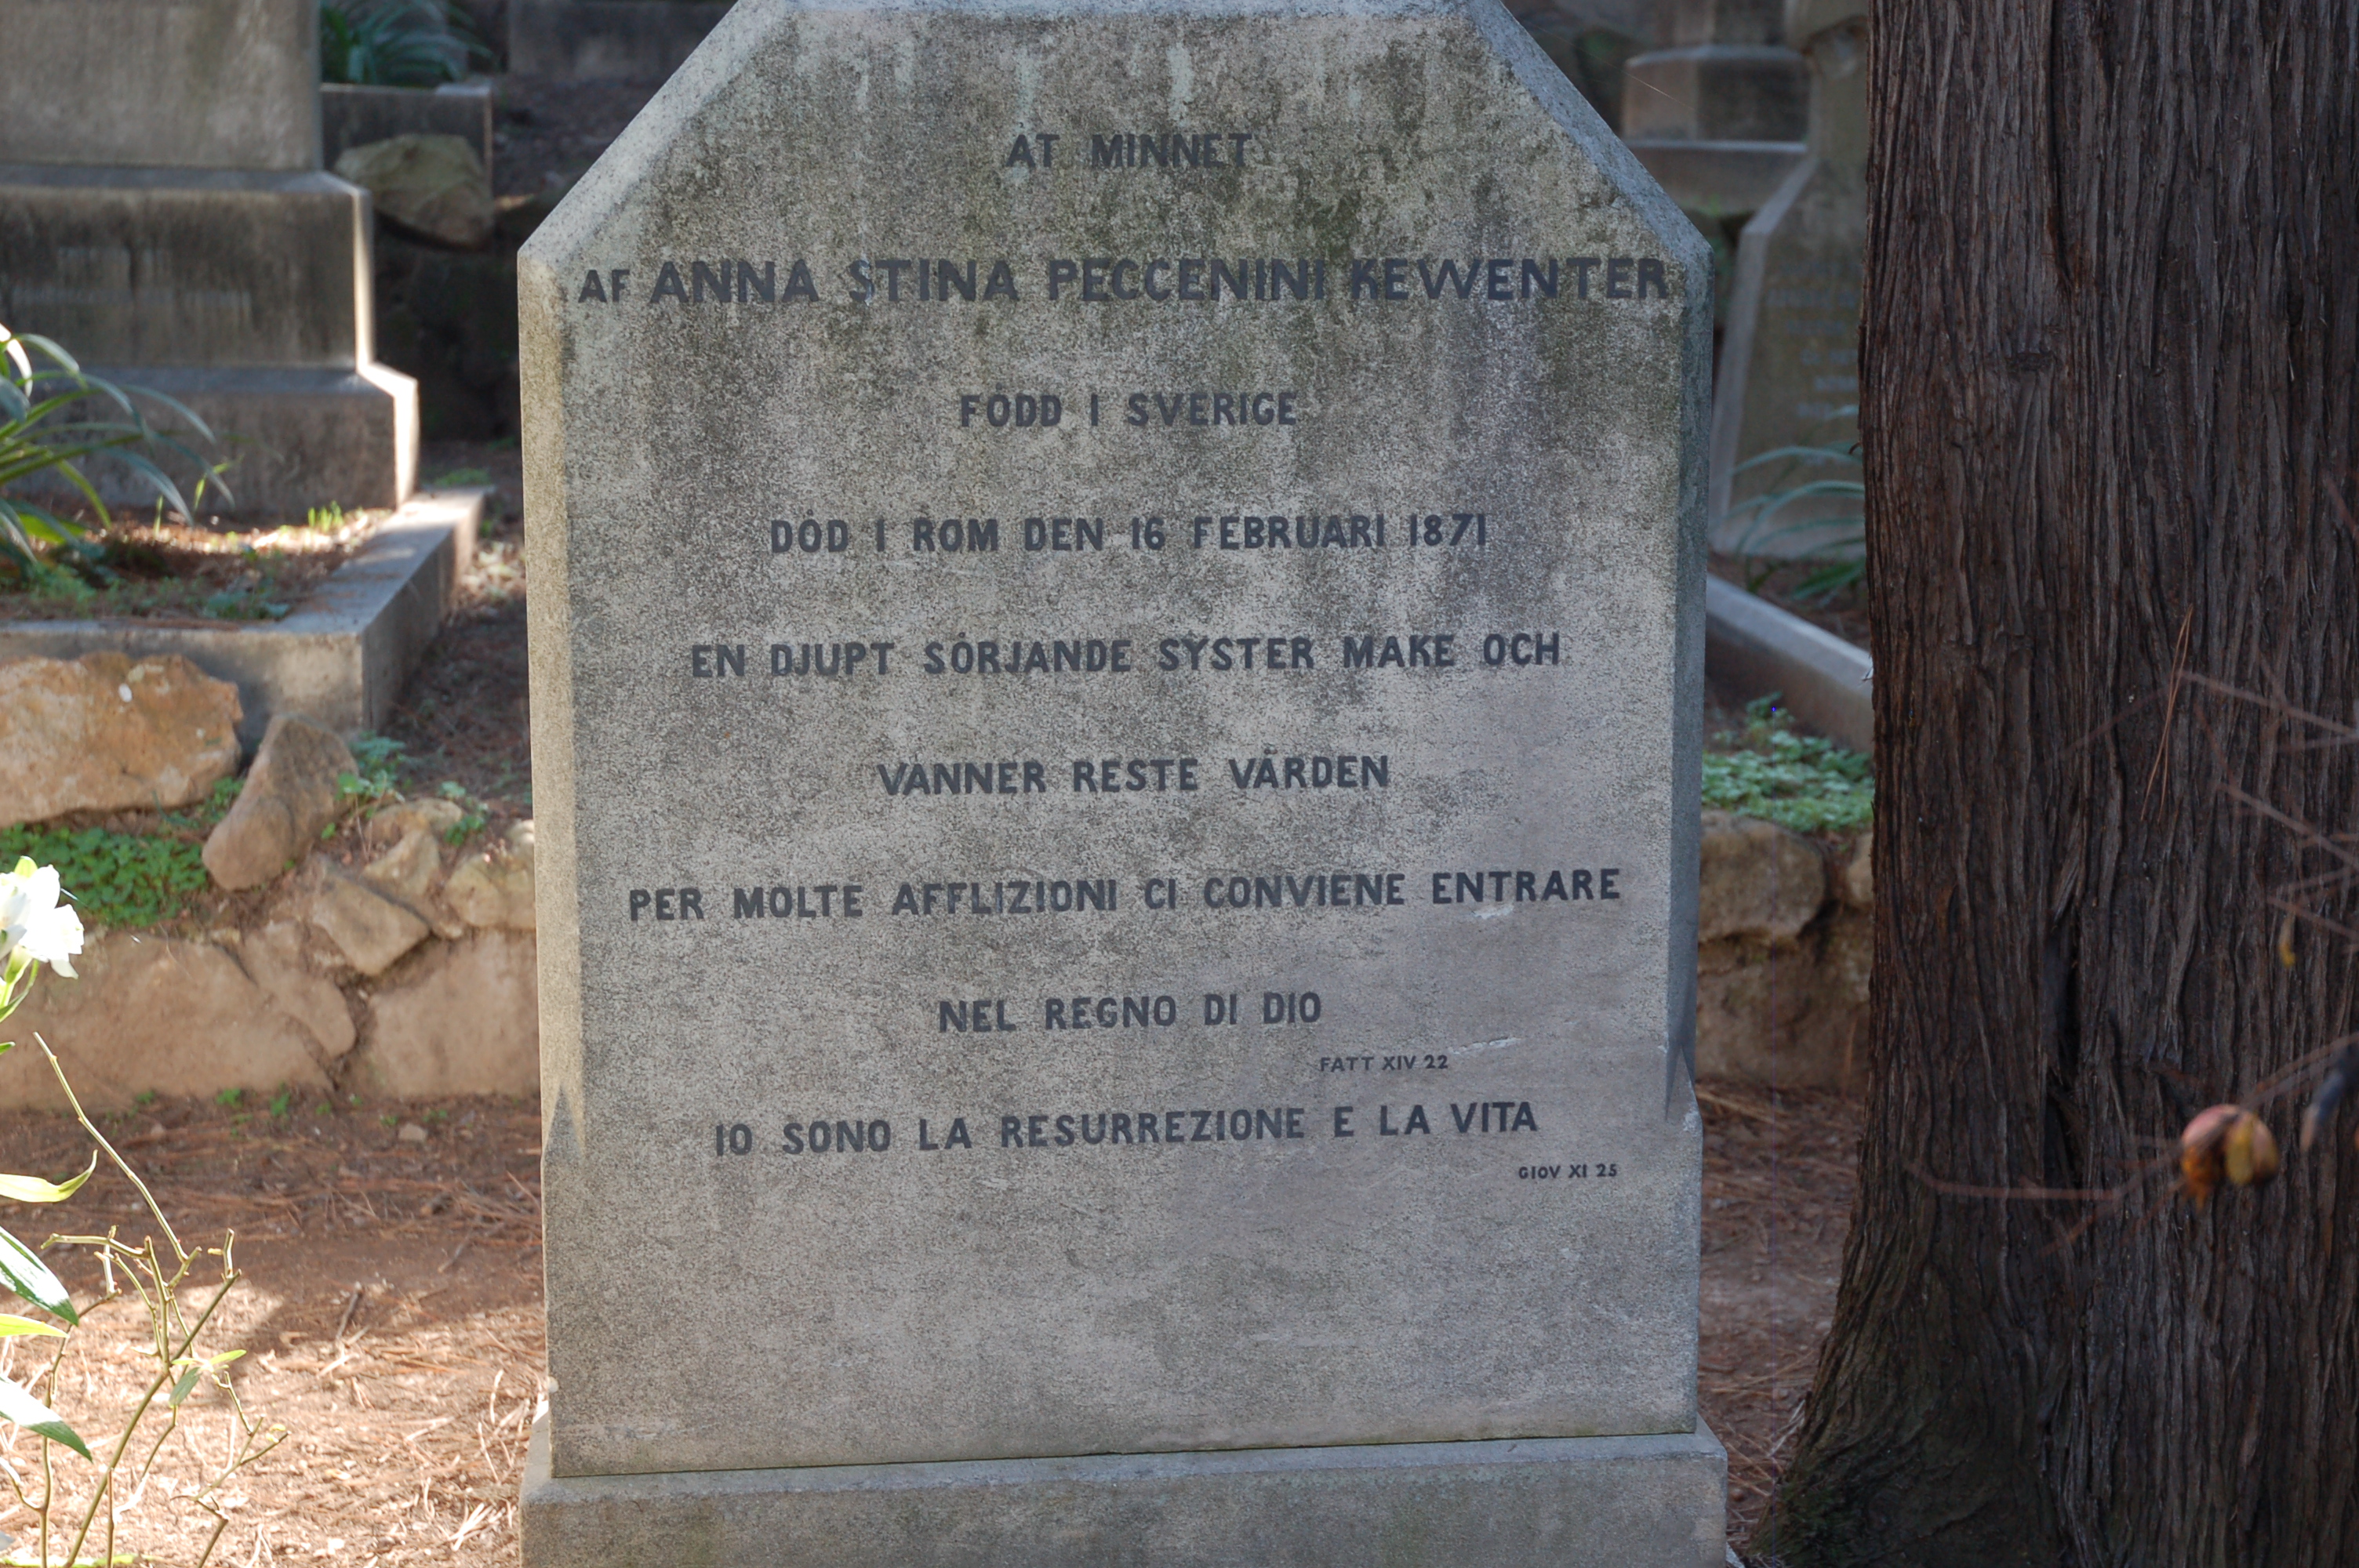 ÅT MINNET
AF ANNA STINA PECCENINI KEWENTER
FÖDD I SVERIGE
DÖD I ROM DEN 16 FEBRUARI 1871
EN DJUPT SÖRJANDE SYSTER MAKE OCH
VANNER RESTE VÅRDEN
PER MOLTE AFFLIZIONI CI CONVIENE ENTRARE
NEL REGNO DI DIO
FATT XIV 22
IO SONO LA RESURREZIONE E LA VITA
GIOV XI 25